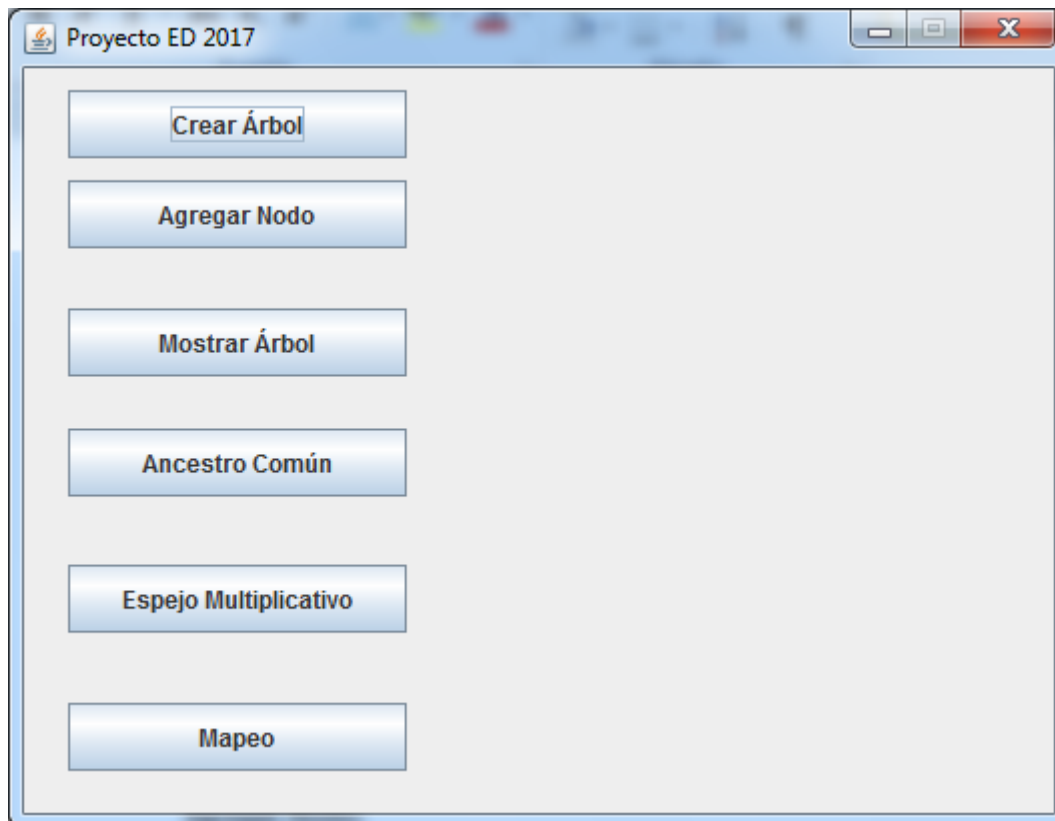 Proyecto ED 2017
Crear Árbol
Agregar Nodo
Mostrar Árbol
Ancestro Común
Espejo Multiplicativo
Mapeo